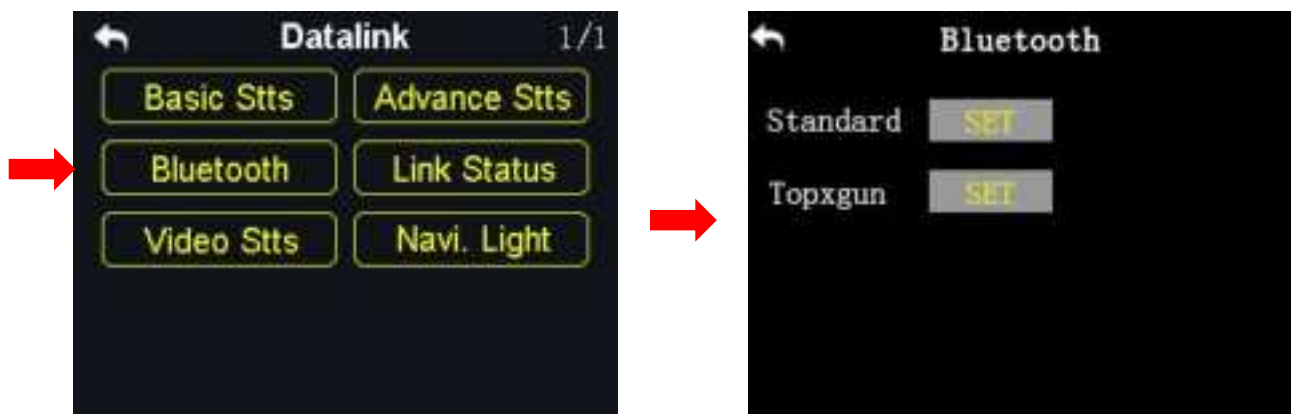 Datalink 1/1
Basic Stts Advance Stts
Bluetooth Link Status
Video Stts Navi. Light
Bluetooth
Standard SET
Topxgun SET